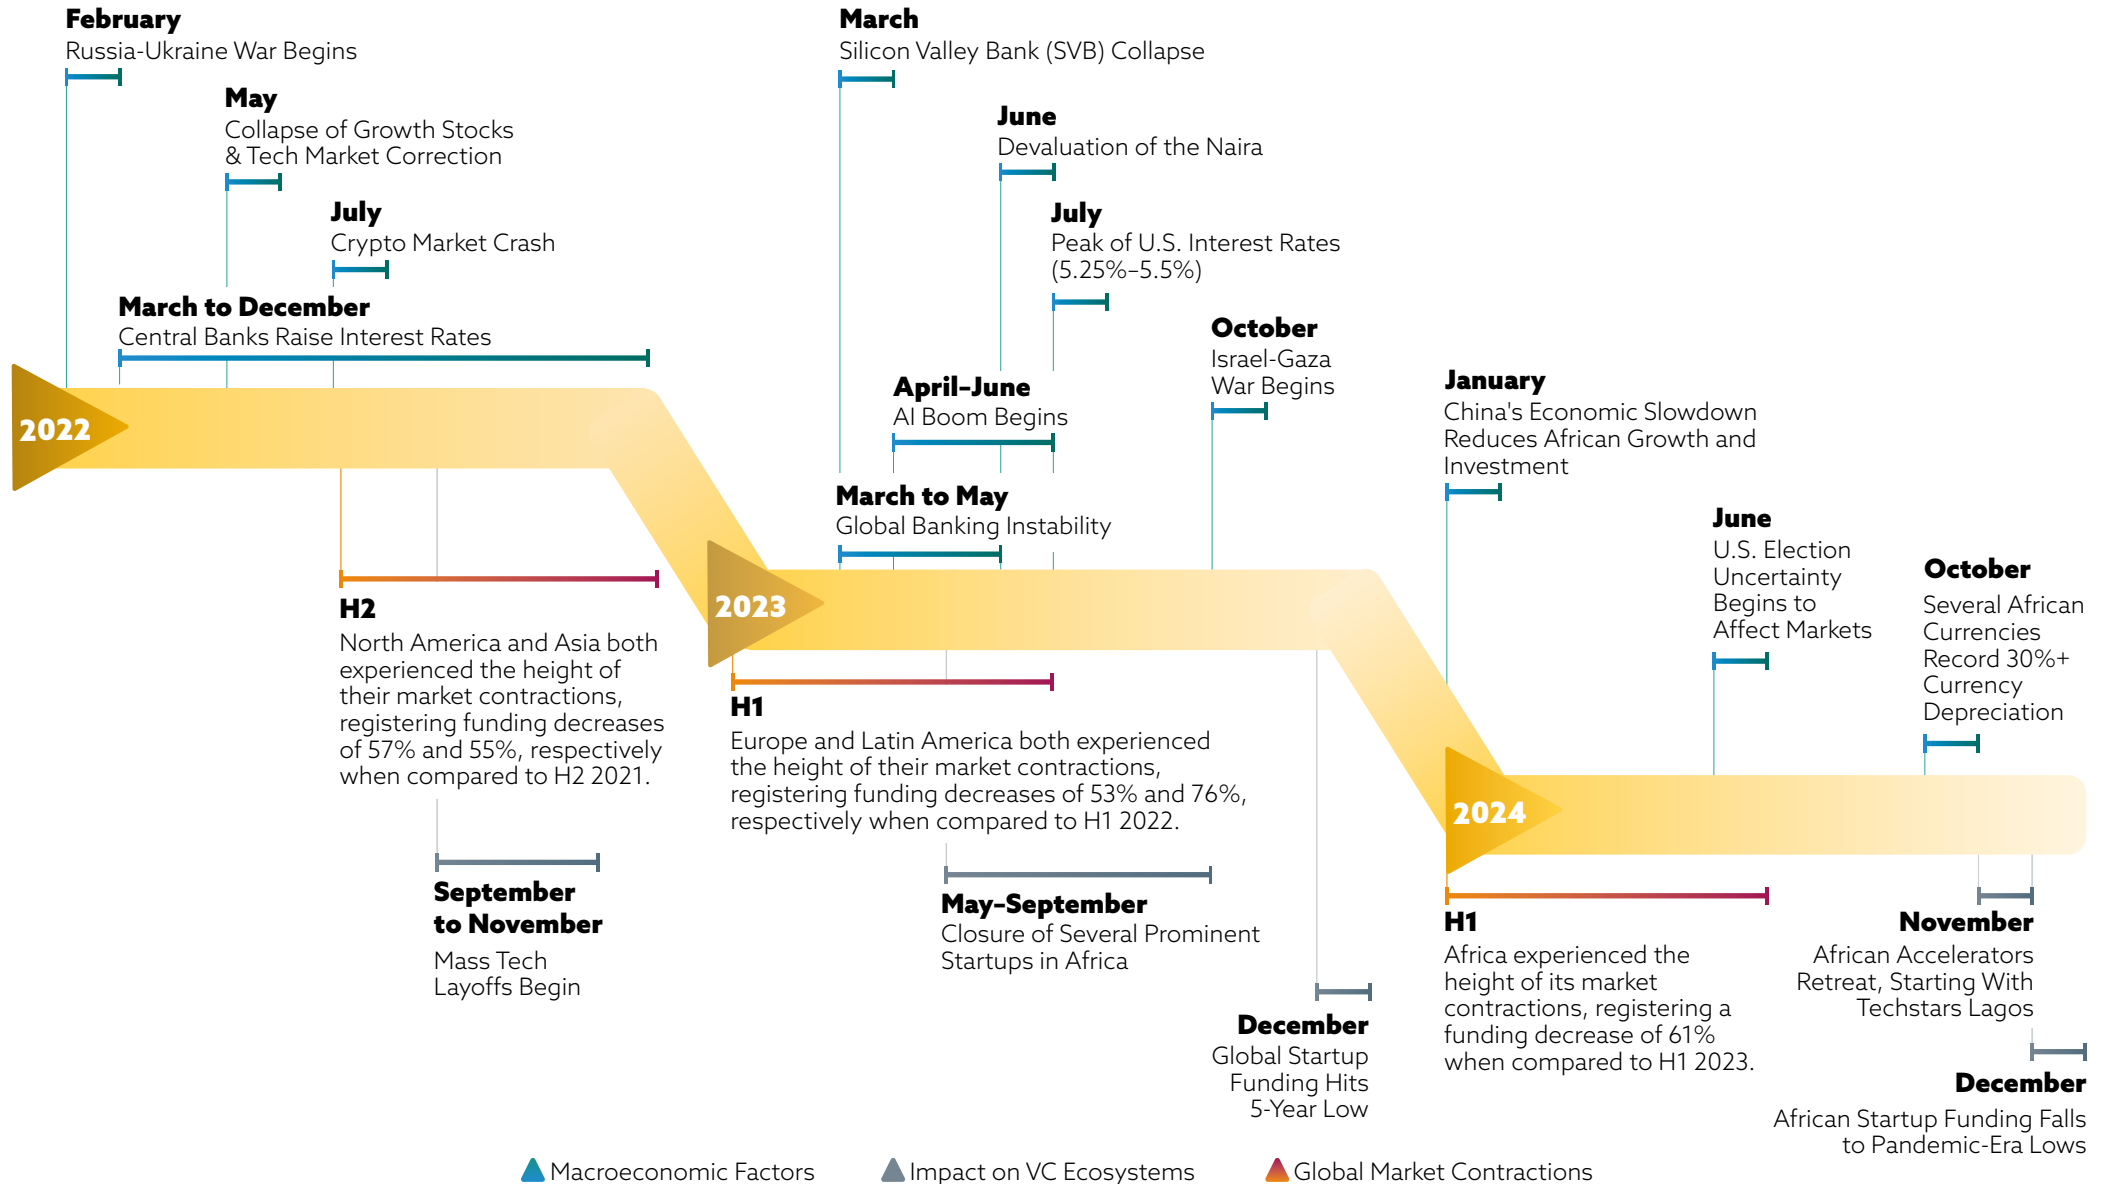 February
Russia-Ukraine War Begins
May
Collapse of Growth Stocks
& Tech Market Correction
July
Crypto Market Crash
March to December
Central Banks Raise Interest Rates
2022
H2
North America and Asia both
experienced the height of
their market contractions,
registering funding decreases
of 57% and 55%, respectively
when compared to H2 2021.
September
to November
Mass Tech
Layoffs Begin
March
Silicon Valley Bank (SVB) Collapse
June
Devaluation of the Naira
July
Peak of U.S. Interest Rates
(5.25%–5.5%)
October
Israel-Gaza
War Begins
April–June
AI Boom Begins
March to May
Global Banking Instability
2023
H1
Europe and Latin America both experienced
the height of their market contractions,
registering funding decreases of 53% and 76%,
respectively when compared to H1 2022.
May–September
Closure of Several Prominent
Startups in Africa
December
Global Startup
Funding Hits
5-Year Low
January
China's Economic Slowdown
Reduces African Growth and
Investment
June
U.S. Election
Uncertainty
Begins to
Affect Markets
October
Several African
Currencies
Record 30%+
Currency
Depreciation
2024
H1
Africa experienced the
height of its market
contractions, registering a
funding decrease of 61%
when compared to H1 2023.
November
African Accelerators
Retreat, Starting With
Techstars Lagos
December
African Startup Funding Falls
to Pandemic-Era Lows
Macroeconomic Factors
Impact on VC Ecosystems
Global Market Contractions